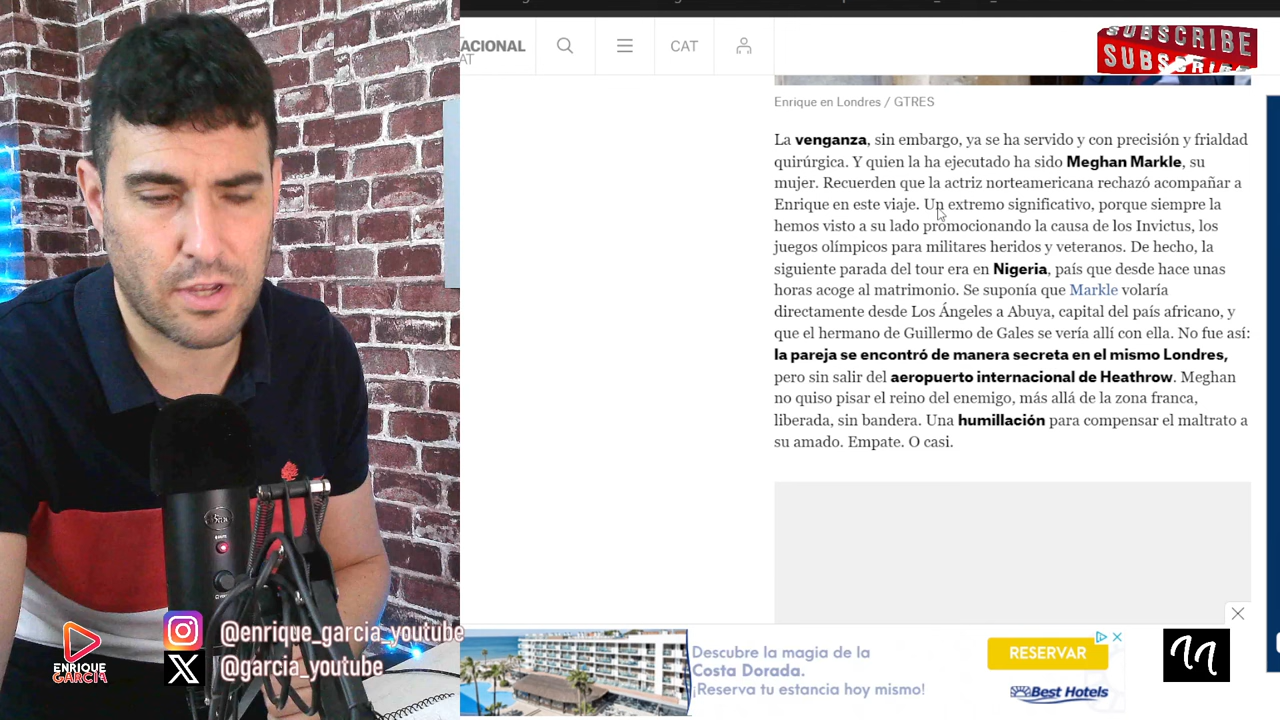 ACIONAL
AT
CAT
SUBSCRIBE
SUBSCRIBE
Enrique en Londres / GTRES
La venganza, sin embargo, ya se ha servido y con precisión y frialdad
quirúrgica. Y quien la ha ejecutado ha sido Meghan Markle, su
mujer. Recuerden que la actriz norteamericana rechazó acompañar a
Enrique en este viaje. Un extremo significativo, porque siempre la
hemos visto a su lado promocionando la causa de los Invictus, los
juegos olímpicos para militares heridos y veteranos. De hecho, la
siguiente parada del tour era en Nigeria, país que desde hace unas
horas acoge al matrimonio. Se suponía que Markle volaría
directamente desde Los Ángeles a Abuya, capital del país africano, y
que el hermano de Guillermo de Gales se vería allí con ella. No fue así:
la pareja se encontró de manera secreta en el mismo Londres,
pero sin salir del aeropuerto internacional de Heathrow. Meghan
no quiso pisar el reino del enemigo, más allá de la zona franca,
liberada, sin bandera. Una humillación para compensar el maltrato a
su amado. Empate. O casi.
@enrique_garcia_youtube
@garcia_youtube
ENRIQUE
GARCIA
Descubre la magia de la
Costa Dorada.
¡Reserva tu estancia hoy mismo!
RESERVAR
Best Hotels